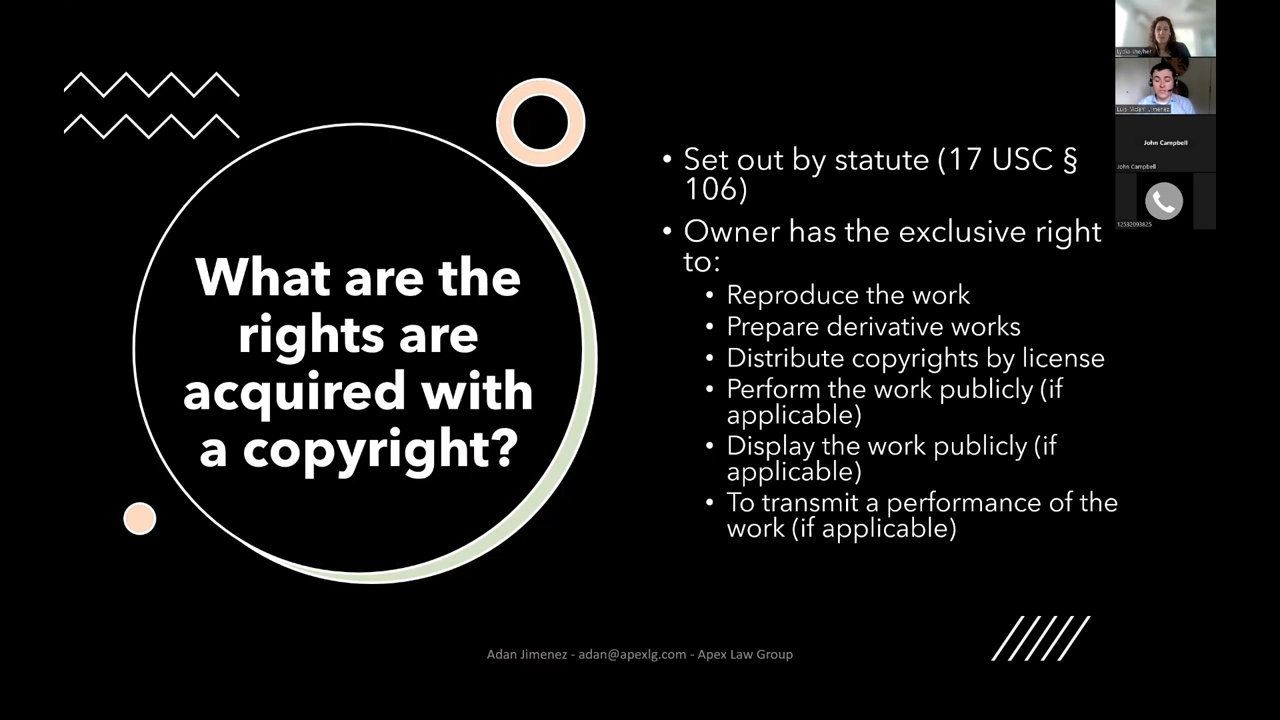 What are the
rights are
acquired with
a copyright?
• Set out by statute (17 USC §
106)
• Owner has the exclusive right
to:
• Reproduce the work
• Prepare derivative works
• Distribute copyrights by license
• Perform the work publicly (if
applicable)
• Display the work publicly (if
applicable)
• To transmit a performance of the
work (if applicable)
Adan Jimenez - adan@apexlg.com - Apex Law Group
John Campbell
John Campbell
12532093825